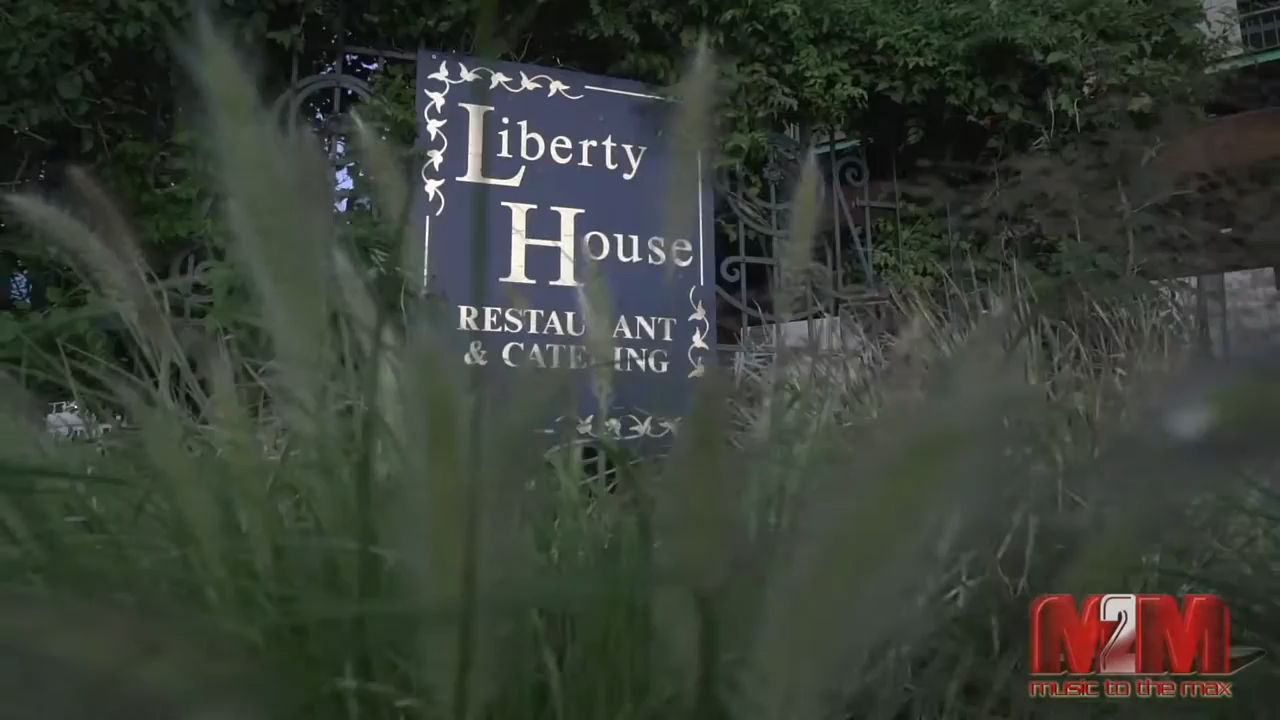 Liberty
House
RESTAURANT
& CATERING
M2M
music to the max